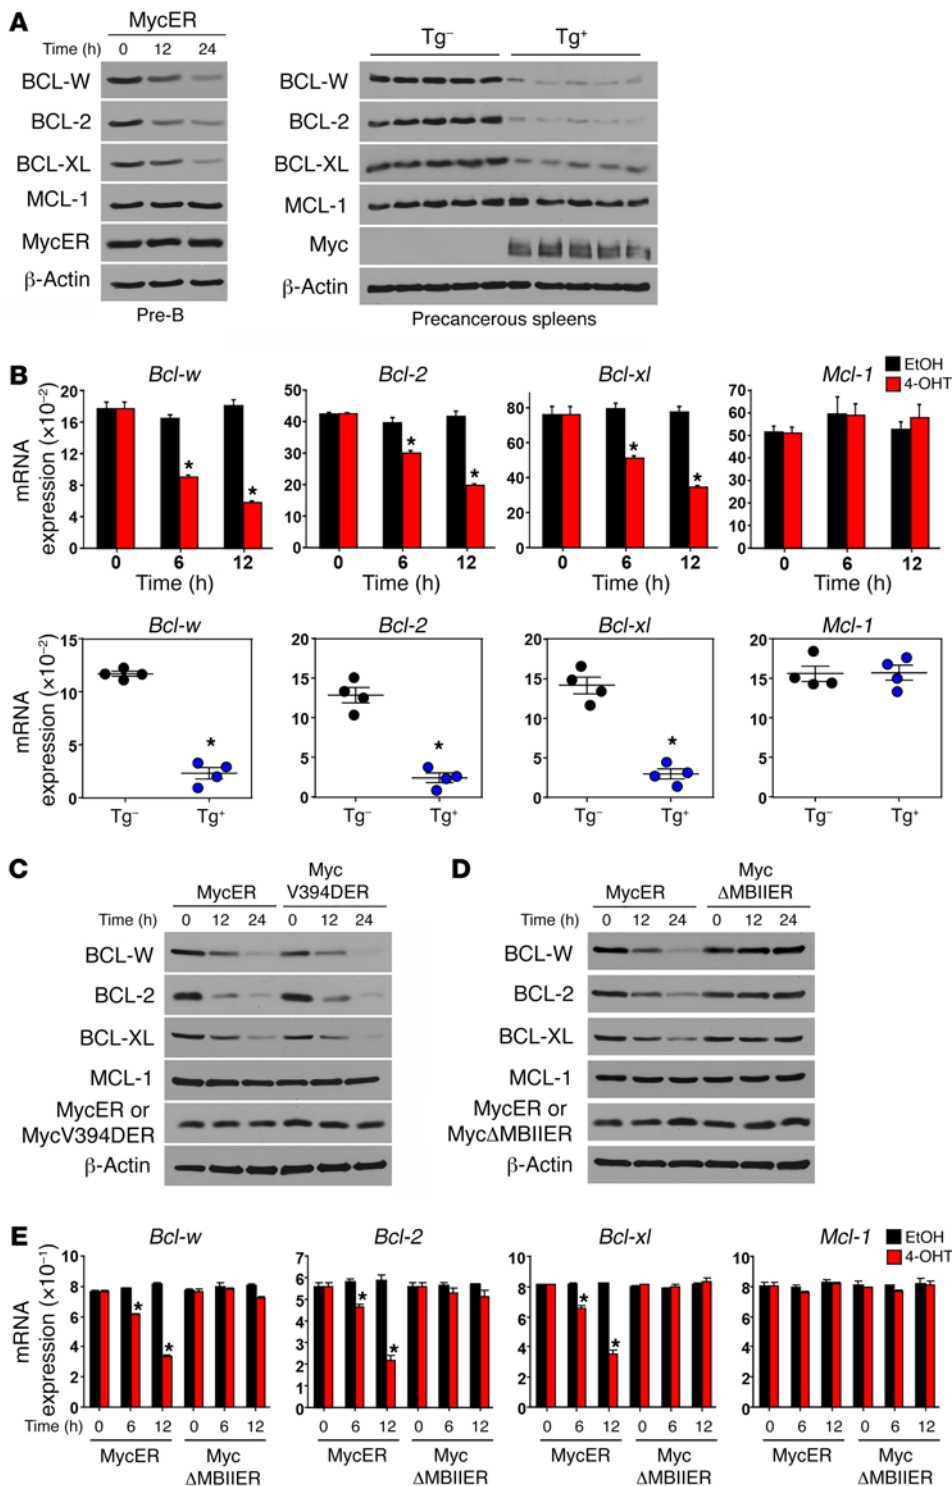 A
MycER
Time (h) 0 12 24
BCL-W
BCL-2
BCL-XL
MCL-1
MycER
β-Actin
Pre-B
Tg⁻ Tg⁺
BCL-W
BCL-2
BCL-XL
MCL-1
Myc
β-Actin
Precancerous spleens
B
EtOH
4-OHT
Bcl-w
mRNA
expression (×10⁻²)
20
16
12
8
4
0
*
*
0 6 12
Time (h)
Bcl-2
50
40
30
20
10
0
*
*
0 6 12
Time (h)
Bcl-xl
80
60
40
20
0
*
*
0 6 12
Time (h)
Mcl-1
70
60
50
40
30
20
10
0
0 6 12
Time (h)
Bcl-w
mRNA
expression (×10⁻²)
15
10
5
0
*
Tg⁻ Tg⁺
Bcl-2
20
15
10
5
0
*
Tg⁻ Tg⁺
Bcl-xl
20
15
10
5
0
*
Tg⁻ Tg⁺
Mcl-1
20
15
10
5
0
Tg⁻ Tg⁺
C
MycER Myc
V394DER
Time (h) 0 12 24 0 12 24
BCL-W
BCL-2
BCL-XL
MCL-1
MycER or
MycV394DER
β-Actin
D
MycER Myc
ΔMBIIER
Time (h) 0 12 24 0 12 24
BCL-W
BCL-2
BCL-XL
MCL-1
MycER or
MycΔMBIIER
β-Actin
E
EtOH
4-OHT
Bcl-w
mRNA
expression (×10⁻¹)
10
8
6
4
2
0
*
*
Time (h) 0 6 12 0 6 12
MycER Myc
ΔMBIIER
Bcl-2
7
6
5
4
3
2
1
0
*
*
0 6 12 0 6 12
MycER Myc
ΔMBIIER
Bcl-xl
10
8
6
4
2
0
*
*
0 6 12 0 6 12
MycER Myc
ΔMBIIER
Mcl-1
10
8
6
4
2
0
0 6 12 0 6 12
MycER Myc
ΔMBIIER